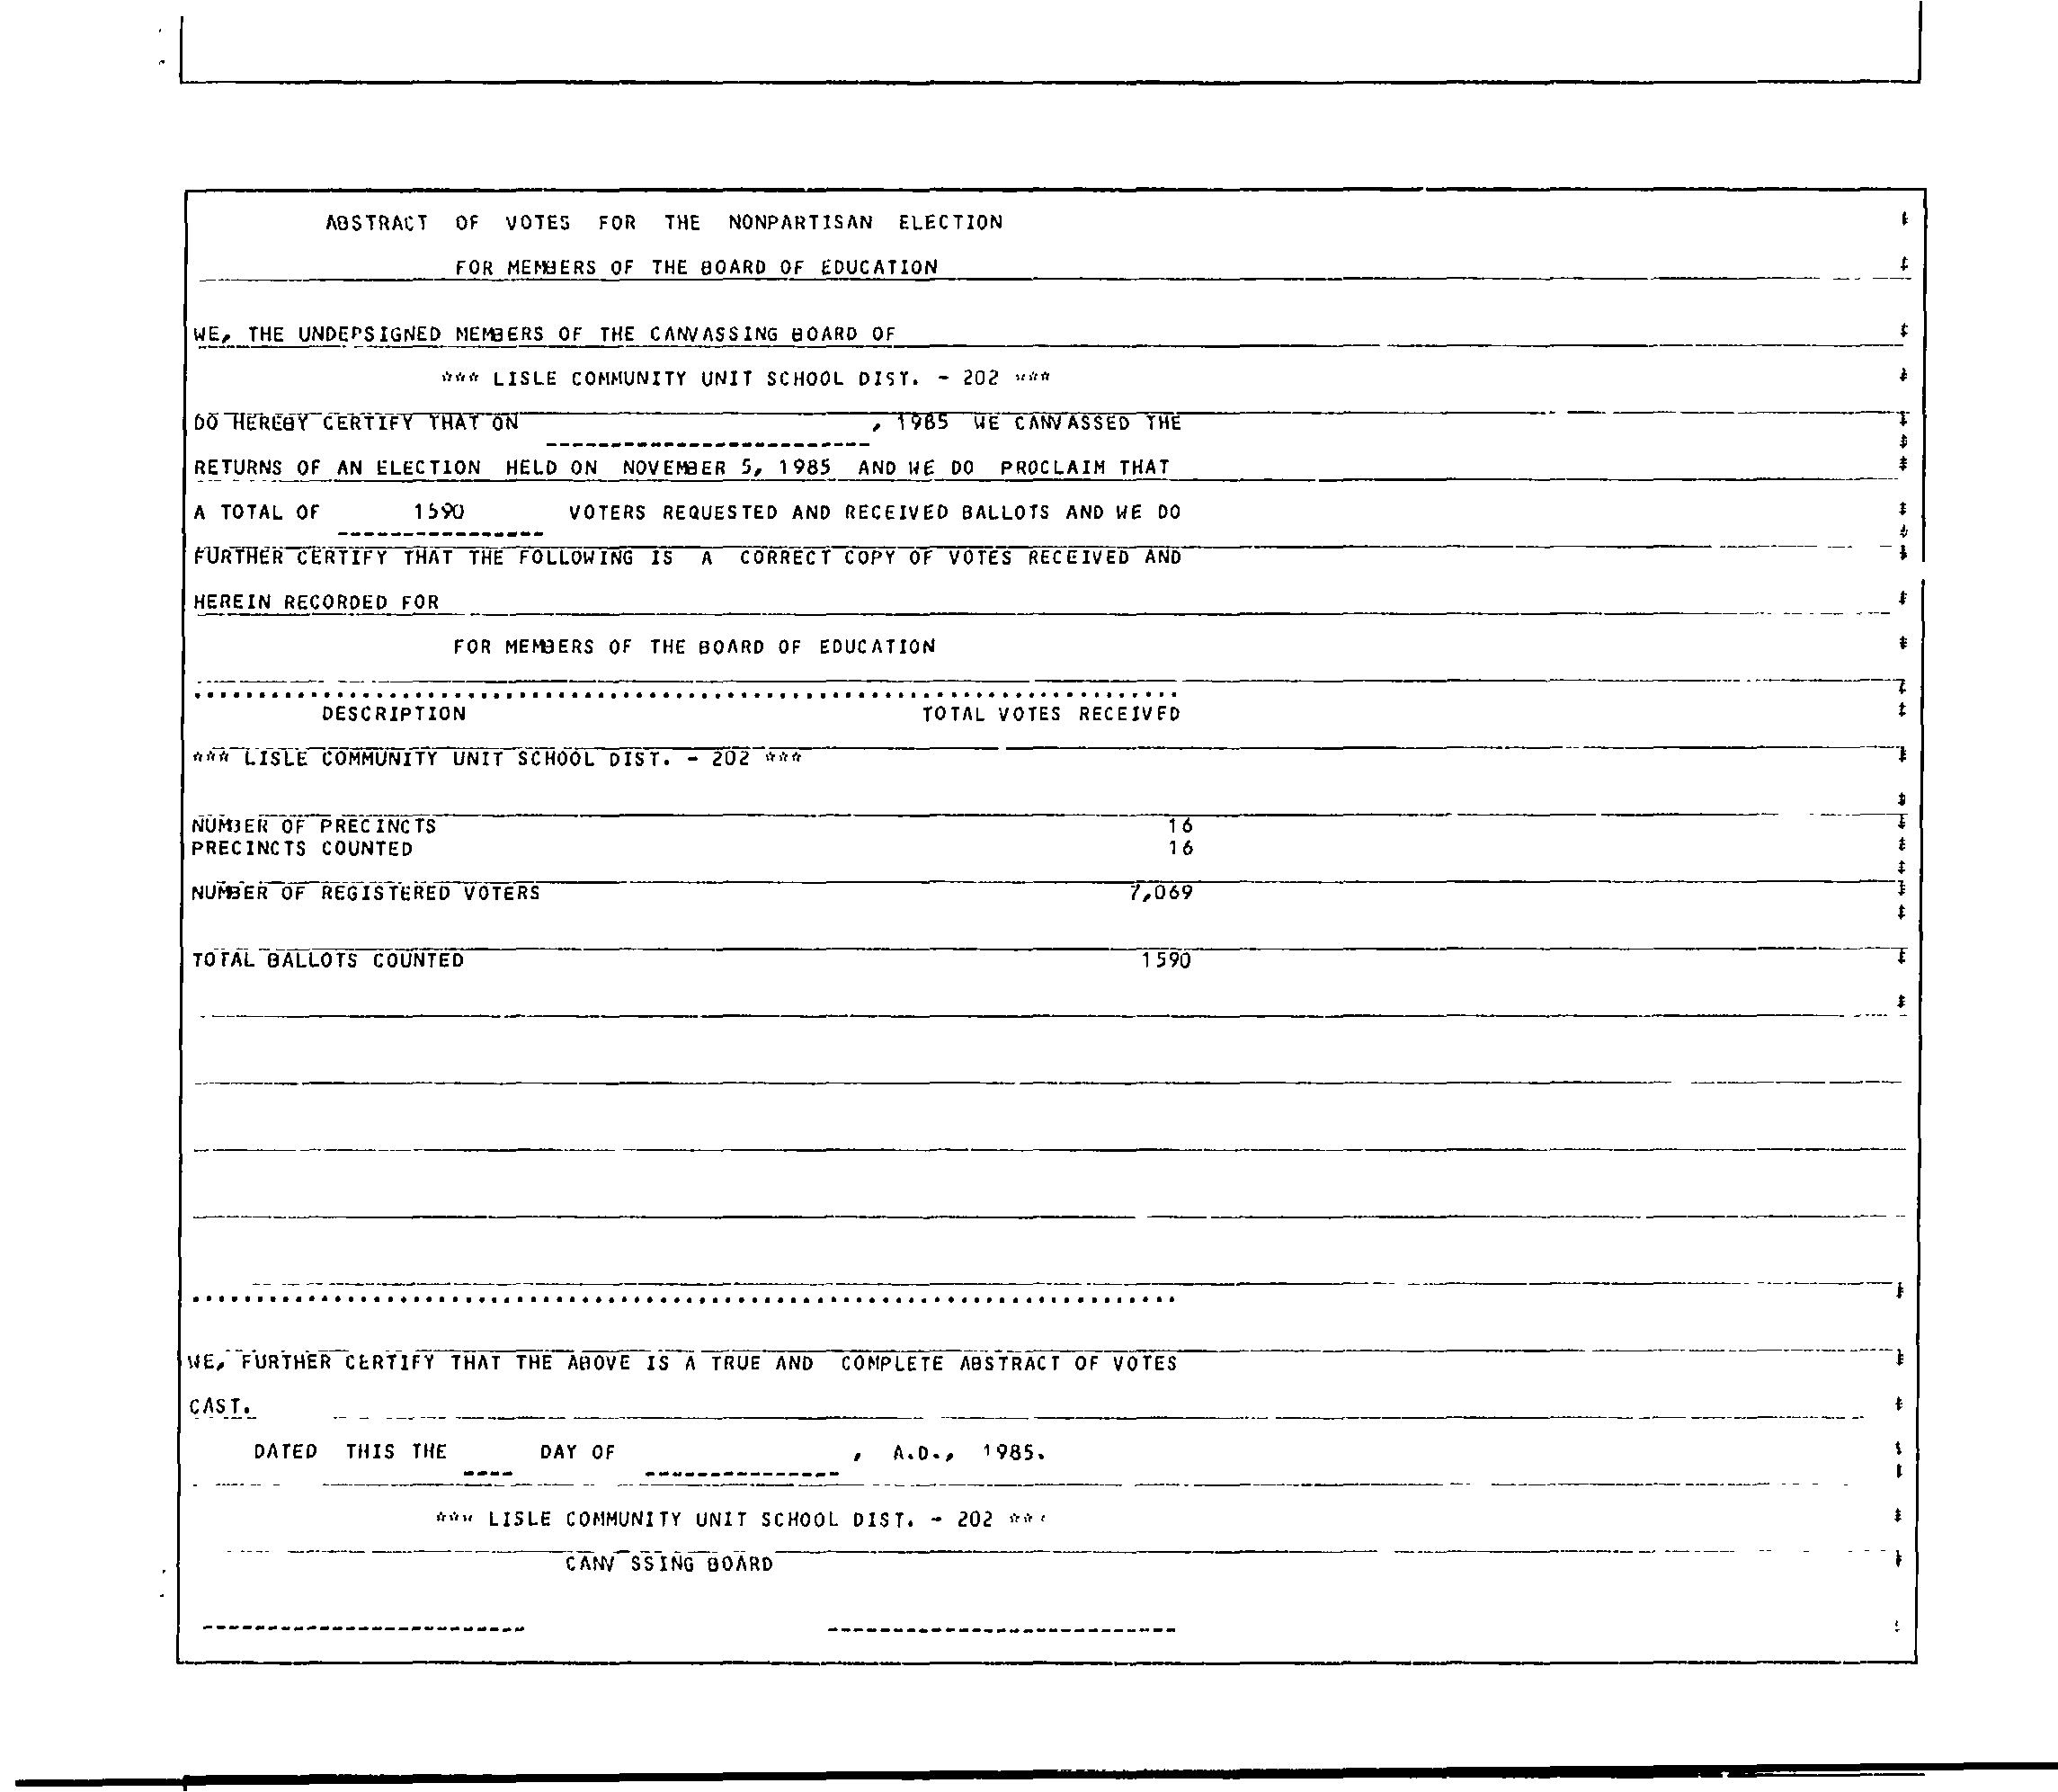 ABSTRACT OF VOTES FOR THE NONPARTISAN ELECTION
FOR MEMBERS OF THE BOARD OF EDUCATION
WE, THE UNDERSIGNED MEMBERS OF THE CANVASSING BOARD OF
*** LISLE COMMUNITY UNIT SCHOOL DIST. - 202 ***
DO HEREBY CERTIFY THAT ON , 1985 WE CANVASSED THE
RETURNS OF AN ELECTION HELD ON NOVEMBER 5, 1985 AND WE DO PROCLAIM THAT
A TOTAL OF 1590 VOTERS REQUESTED AND RECEIVED BALLOTS AND WE DO
FURTHER CERTIFY THAT THE FOLLOWING IS A CORRECT COPY OF VOTES RECEIVED AND
HEREIN RECORDED FOR
FOR MEMBERS OF THE BOARD OF EDUCATION
DESCRIPTION TOTAL VOTES RECEIVED
*** LISLE COMMUNITY UNIT SCHOOL DIST. - 202 ***
NUMBER OF PRECINCTS 16
PRECINCTS COUNTED 16
NUMBER OF REGISTERED VOTERS 7,069
TOTAL BALLOTS COUNTED 1590
WE, FURTHER CERTIFY THAT THE ABOVE IS A TRUE AND COMPLETE ABSTRACT OF VOTES
CAST.
DATED THIS THE ---- DAY OF --------------- , A.D., 1985.
*** LISLE COMMUNITY UNIT SCHOOL DIST. - 202 ***
CANV SSING BOARD